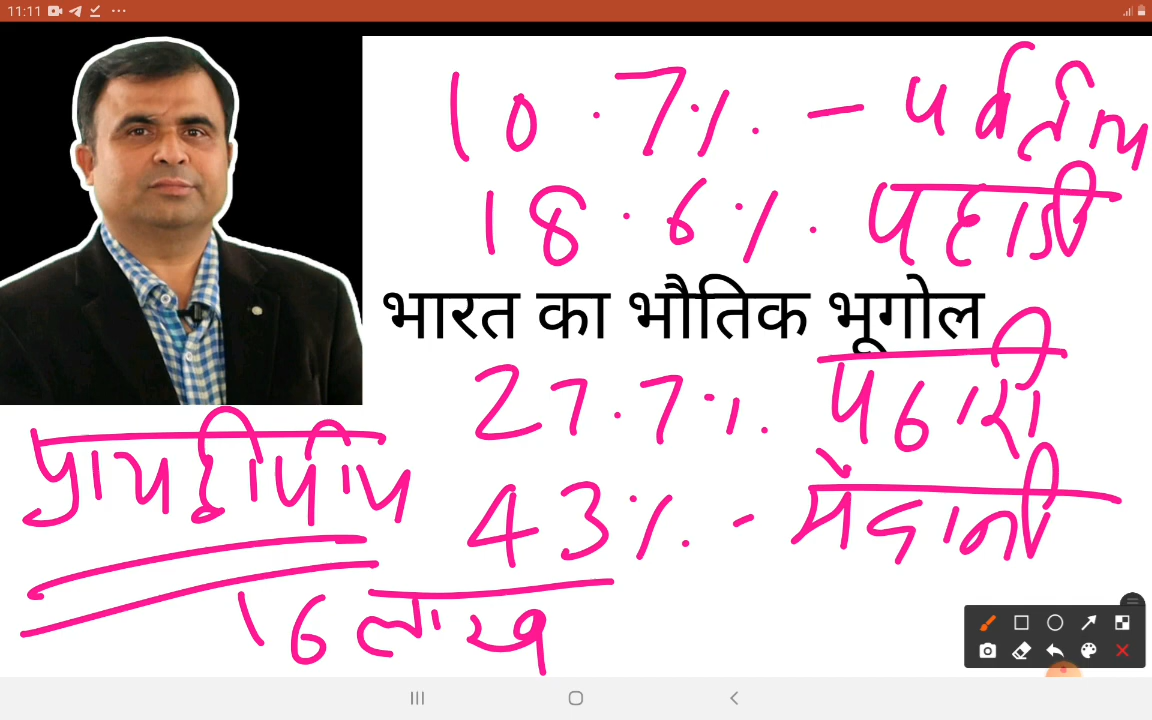 11:11
10.7%. - पर्वतीय
18.6%. पहाडी
भारत का भौतिक भूगोल
27.7%. पठारी
43%. - मैदानी
प्रायद्वीपीय
16 लाख